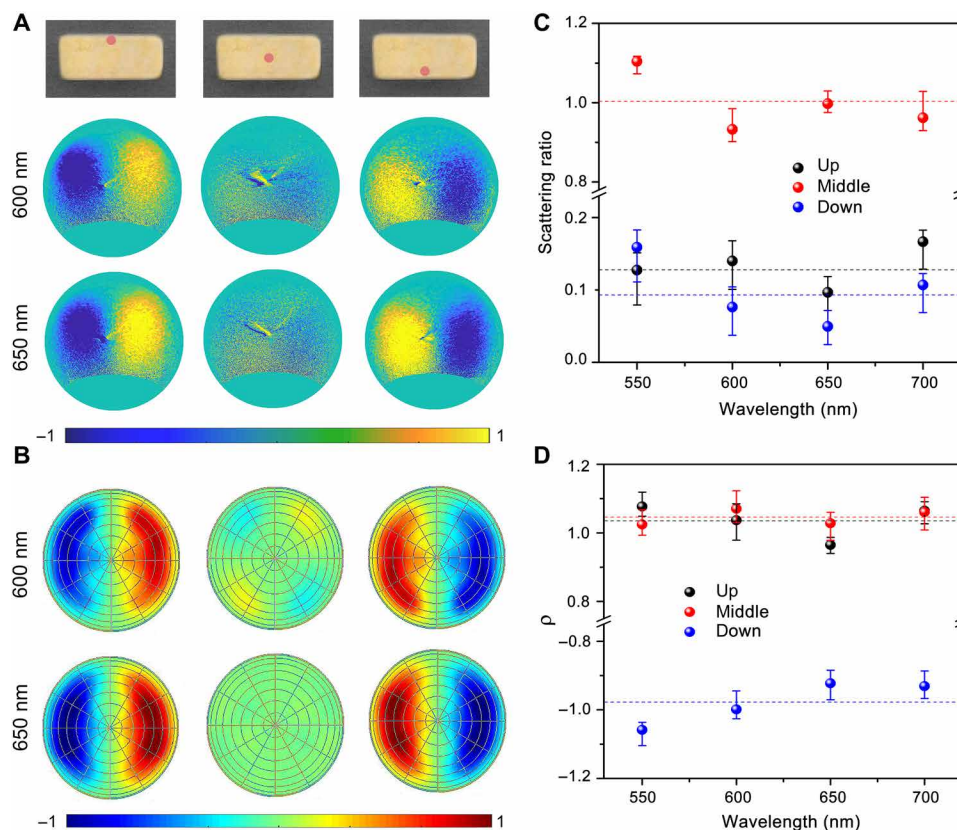 A
600 nm
650 nm
−1 1
B
600 nm
650 nm
−1 1
C
Scattering ratio
1.2
1.0
0.8
0.2
0.1
0.0
Up
Middle
Down
550 600 650 700
Wavelength (nm)
D
ρ
1.2
1.0
0.8
−0.8
−1.0
−1.2
Up
Middle
Down
550 600 650 700
Wavelength (nm)